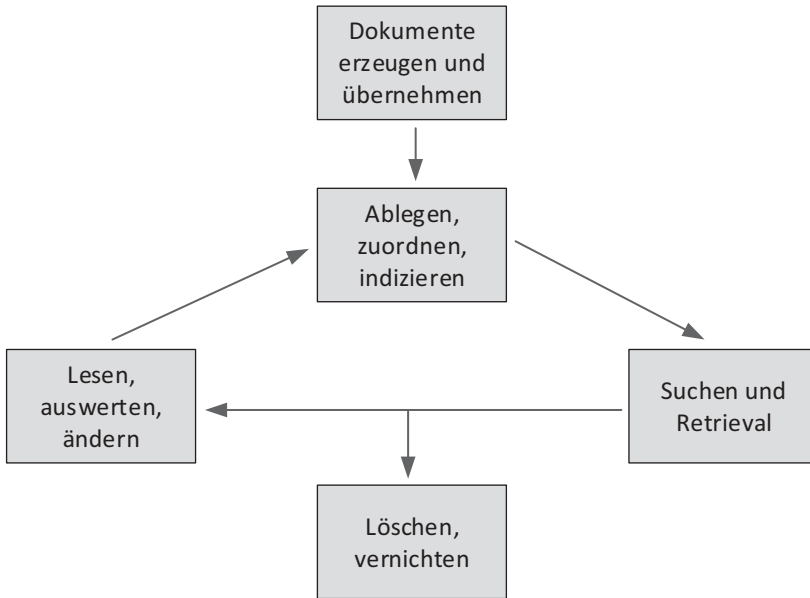 Dokumente
erzeugen und
übernehmen
Ablegen,
zuordnen,
indizieren
Lesen,
auswerten,
ändern
Suchen und
Retrieval
Löschen,
vernichten